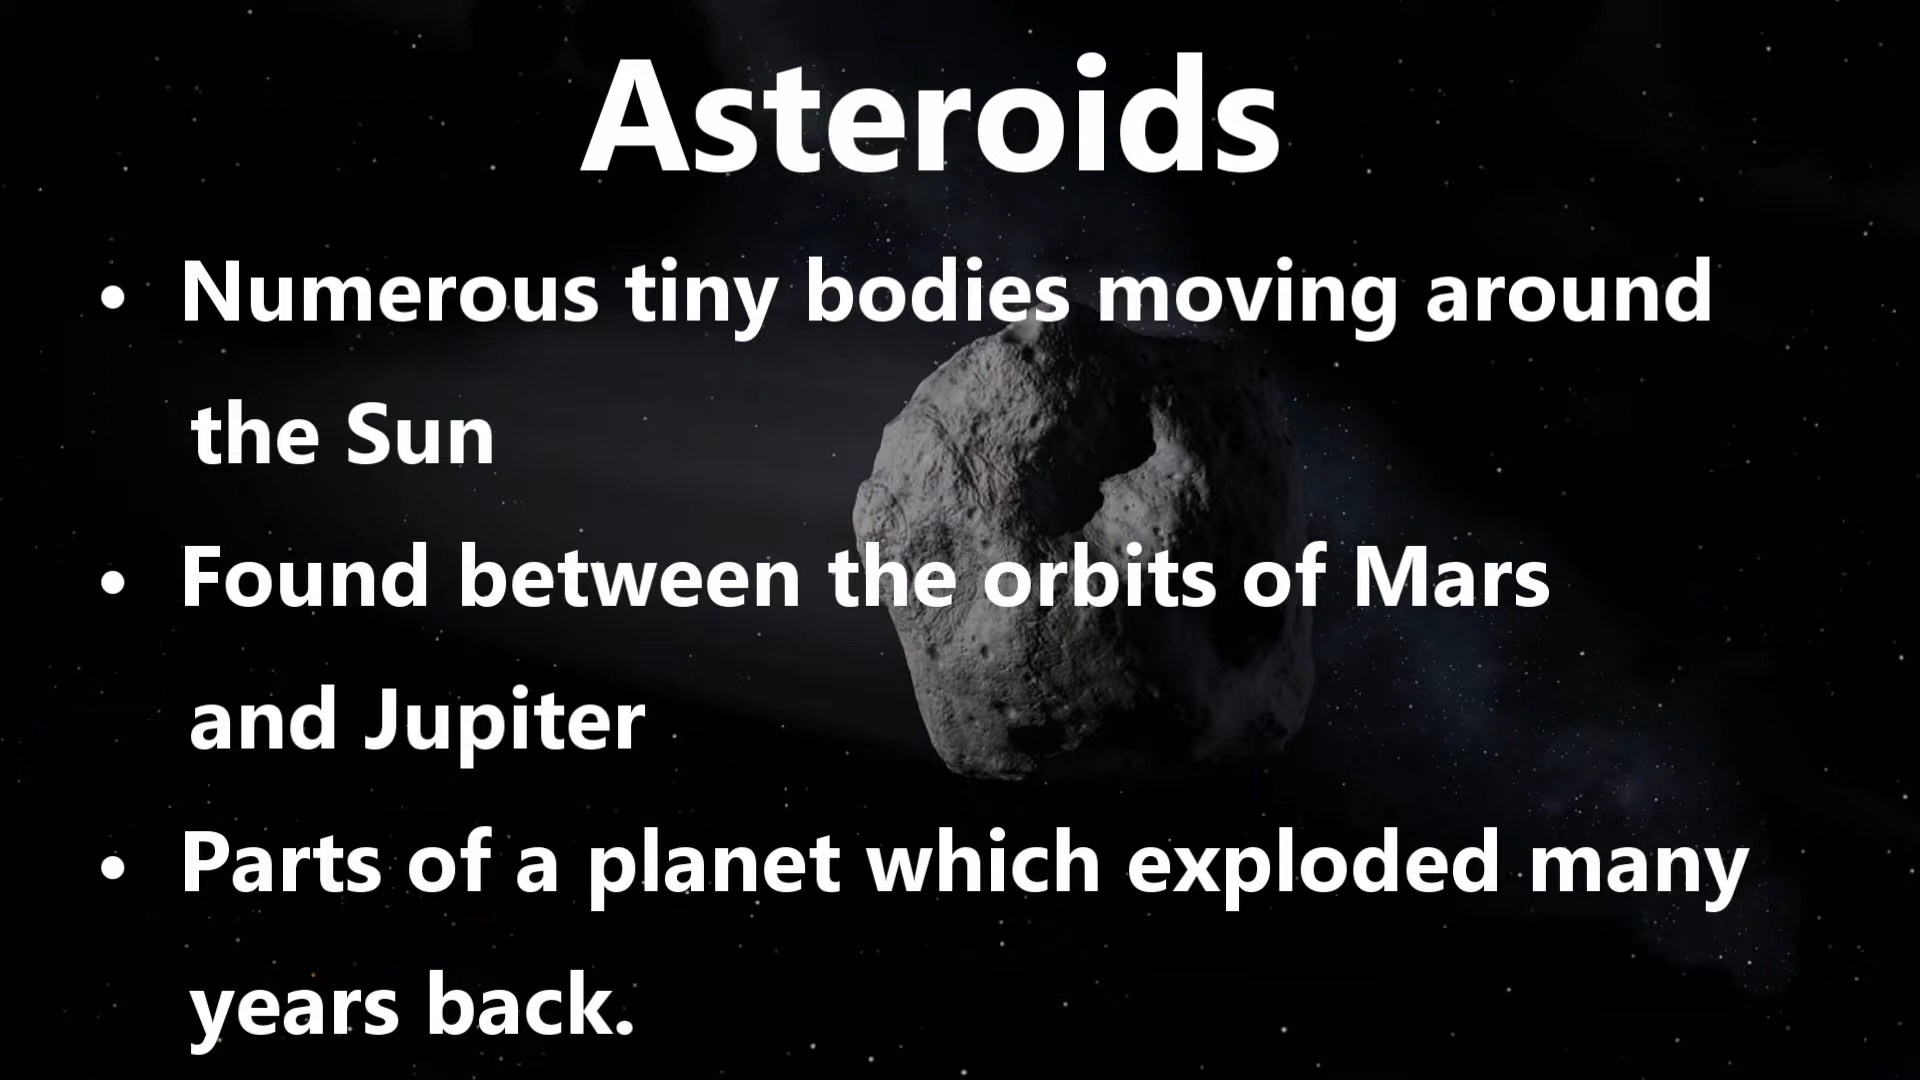 Asteroids
• Numerous tiny bodies moving around
the Sun
• Found between the orbits of Mars
and Jupiter
• Parts of a planet which exploded many
years back.